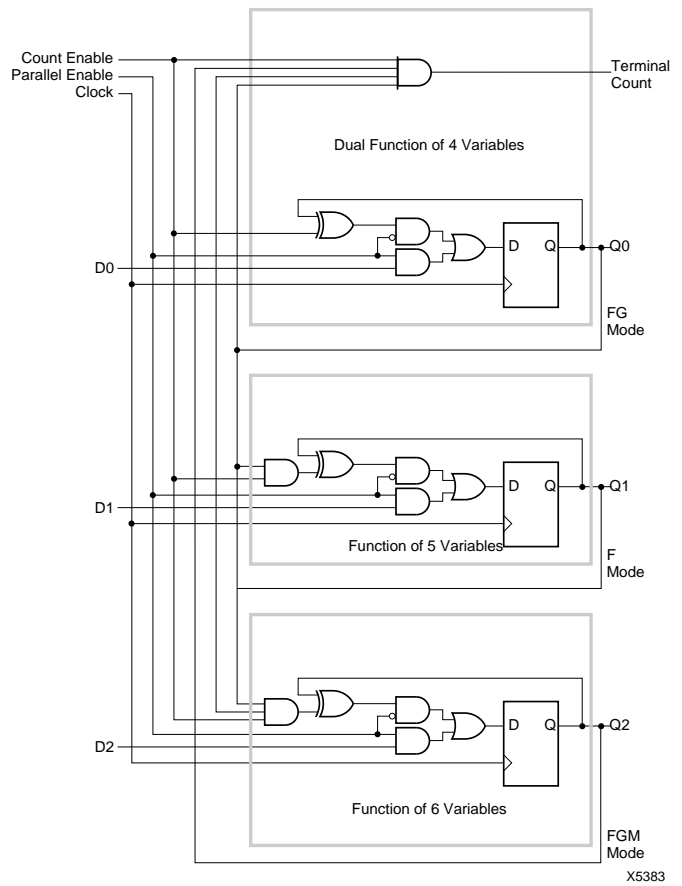 Count Enable
Parallel Enable
Clock
Terminal
Count
Dual Function of 4 Variables
D Q
Q0
D0
FG
Mode
D Q
Q1
D1
Function of 5 Variables
F
Mode
D Q
Q2
D2
Function of 6 Variables
FGM
Mode
X5383